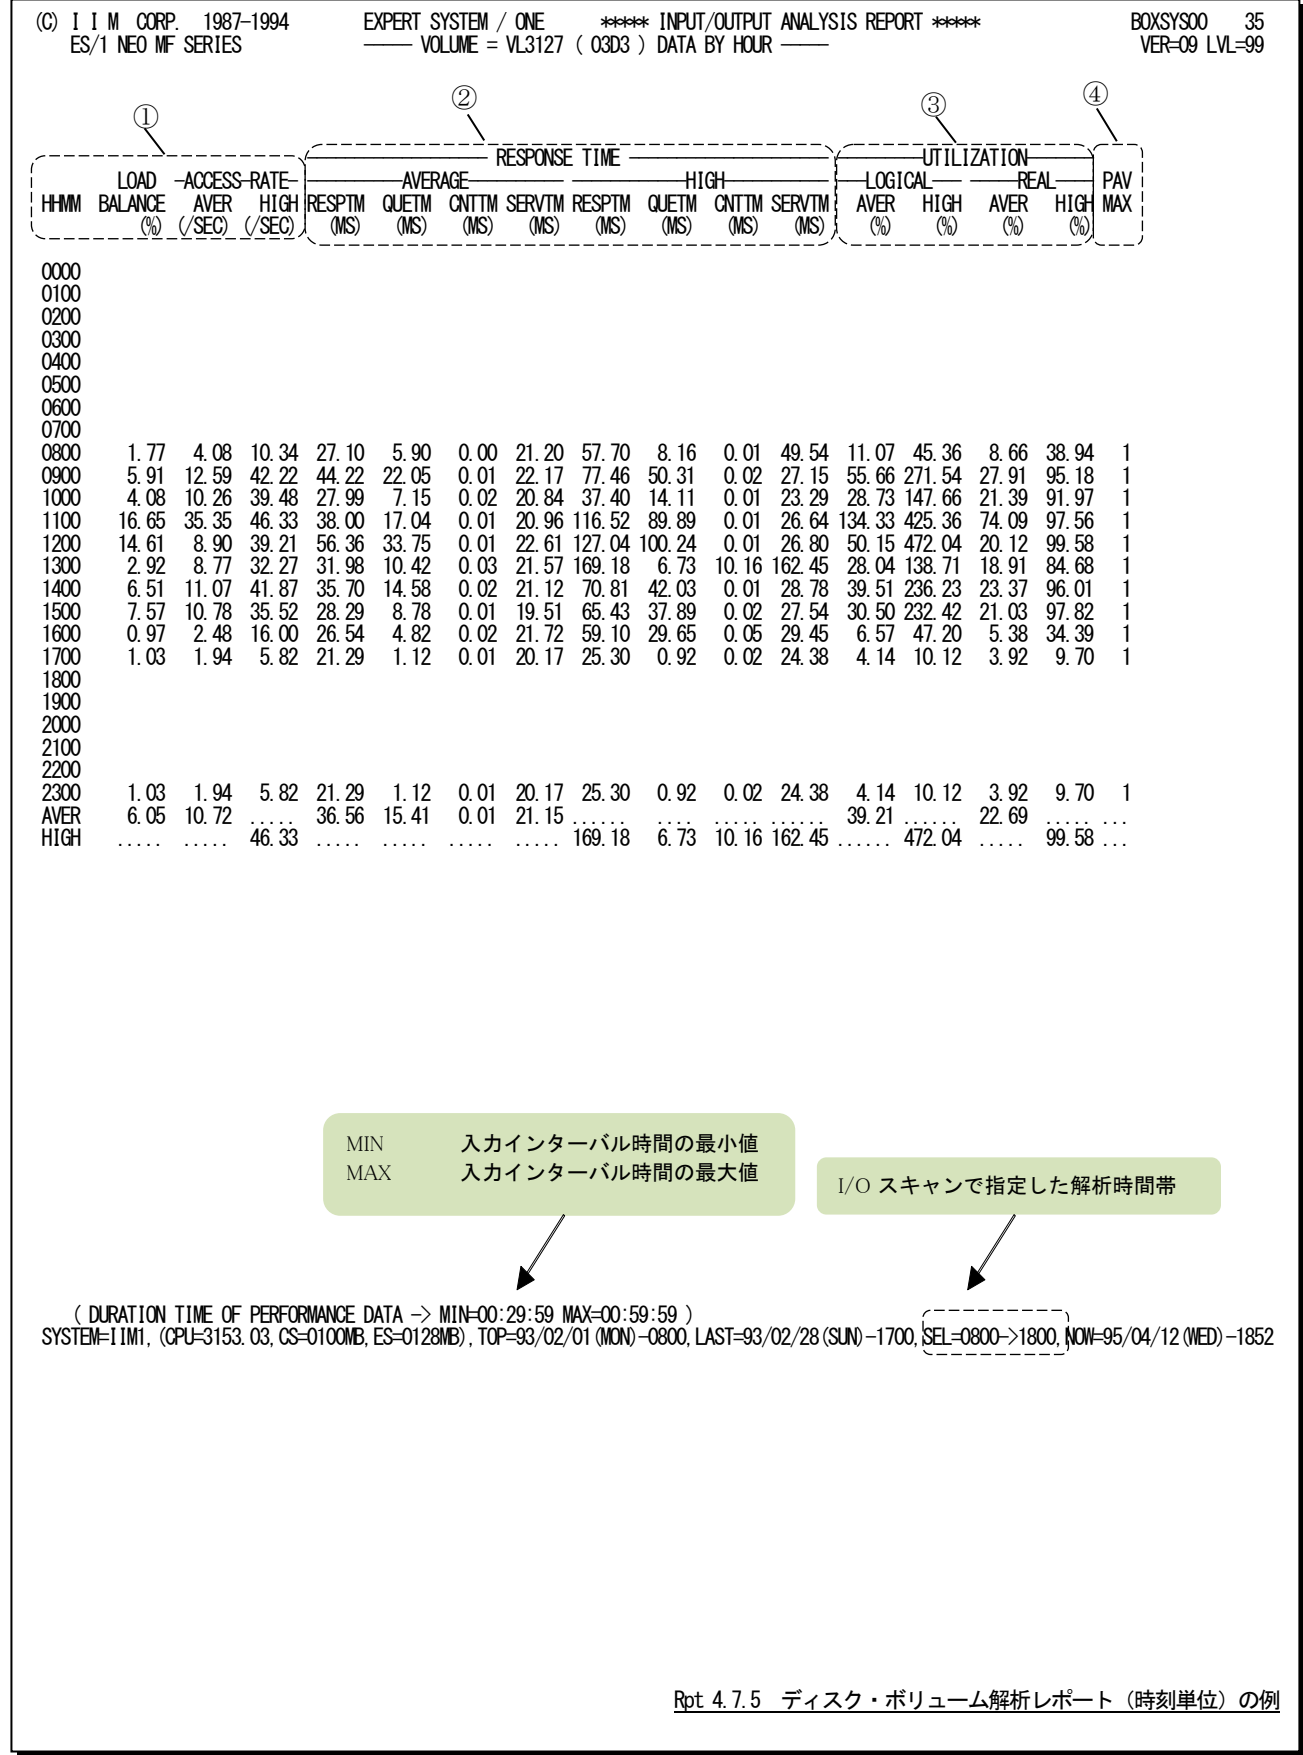 (C) I I M CORP. 1987-1994 EXPERT SYSTEM / ONE ***** INPUT/OUTPUT ANALYSIS REPORT ***** BOXSYS00 35
ES/1 NEO MF SERIES ――― VOLUME = VL3127 ( 03D3 ) DATA BY HOUR ――― VER=09 LVL=99
① ② ③ ④
RESPONSE TIME UTILIZATION
LOAD -ACCESS-RATE- AVERAGE HIGH LOGICAL REAL PAV
HHMM BALANCE AVER HIGH RESPTM QUETM CNTTM SERVTM RESPTM QUETM CNTTM SERVTM AVER HIGH AVER HIGH MAX
(%) (/SEC) (/SEC) (MS) (MS) (MS) (MS) (MS) (MS) (MS) (MS) (%) (%) (%) (%)
0000
0100
0200
0300
0400
0500
0600
0700
0800 1.77 4.08 10.34 27.10 5.90 0.00 21.20 57.70 8.16 0.01 49.54 11.07 45.36 8.66 38.94 1
0900 5.91 12.59 42.22 44.22 22.05 0.01 22.17 77.46 50.31 0.02 27.15 55.66 271.54 27.91 95.18 1
1000 4.08 10.26 39.48 27.99 7.15 0.02 20.84 37.40 14.11 0.01 23.29 28.73 147.66 21.39 91.97 1
1100 16.65 35.35 46.33 38.00 17.04 0.01 20.96 116.52 89.89 0.01 26.64 134.33 425.36 74.09 97.56 1
1200 14.61 8.90 39.21 56.36 33.75 0.01 22.61 127.04 100.24 0.01 26.80 50.15 472.04 20.12 99.58 1
1300 2.92 8.77 32.27 31.98 10.42 0.03 21.57 169.18 6.73 10.16 162.45 28.04 138.71 18.91 84.68 1
1400 6.51 11.07 41.87 35.70 14.58 0.02 21.12 70.81 42.03 0.01 28.78 39.51 236.23 23.37 96.01 1
1500 7.57 10.78 35.52 28.29 8.78 0.01 19.51 65.43 37.89 0.02 27.54 30.50 232.42 21.03 97.82 1
1600 0.97 2.48 16.00 26.54 4.82 0.02 21.72 59.10 29.65 0.05 29.45 6.57 47.20 5.38 34.39 1
1700 1.03 1.94 5.82 21.29 1.12 0.01 20.17 25.30 0.92 0.02 24.38 4.14 10.12 3.92 9.70 1
1800
1900
2000
2100
2200
2300 1.03 1.94 5.82 21.29 1.12 0.01 20.17 25.30 0.92 0.02 24.38 4.14 10.12 3.92 9.70 1
AVER 6.05 10.72 ..... 36.56 15.41 0.01 21.15 ...... .... ..... ...... 39.21 ...... 22.69 ..... ...
HIGH ..... ..... 46.33 ..... ..... ..... ..... 169.18 6.73 10.16 162.45 ...... 472.04 ..... 99.58 ...
MIN 入力インターバル時間の最小値
MAX 入力インターバル時間の最大値
I/O スキャンで指定した解析時間帯
( DURATION TIME OF PERFORMANCE DATA -> MIN=00:29:59 MAX=00:59:59 )
SYSTEM=IIM1,(CPU=3153.03,CS=0100MB,ES=0128MB),TOP=93/02/01(MON)-0800,LAST=93/02/28(SUN)-1700,SEL=0800->1800,NOW=95/04/12(WED)-1852
Rpt 4.7.5 ディスク・ボリューム解析レポート（時刻単位）の例